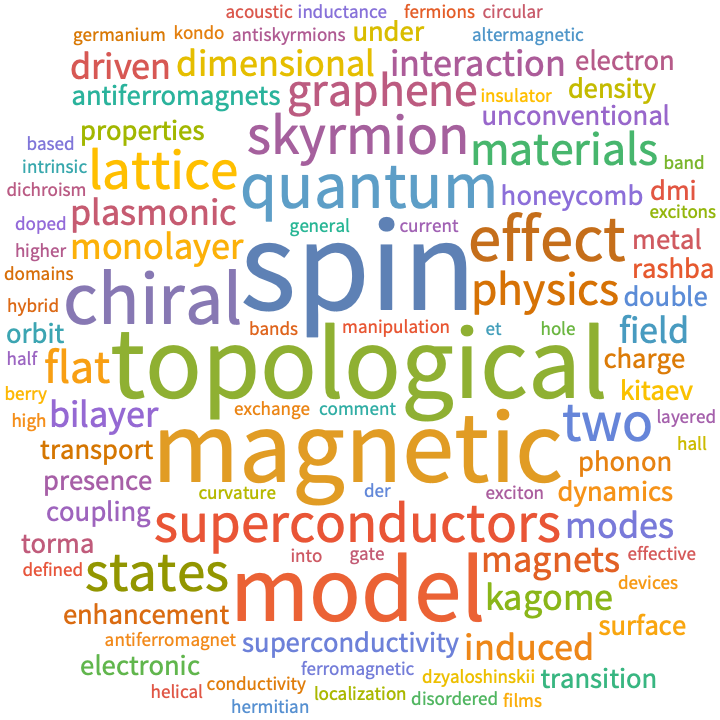 acoustic inductance fermions circular
germanium kondo antiskyrmions under altermagnetic
driven dimensional interaction electron
antiferromagnets graphene insulator density
based properties skyrmion unconventional
intrinsic lattice quantum materials band
dichroism plasmonic honeycomb dmi
doped general current excitons
higher monolayer spin effect metal
domains chiral physics rashba
hybrid double
orbit bands manipulation et hole field
half flat topological charge
berry kitaev
high bilayer exchange comment two layered
transport magnetic phonon hall
presence curvature der exciton dynamics
coupling superconductors modes
torma into gate magnets effective
defined states model kagome devices
enhancement surface
antiferromagnet superconductivity induced
electronic ferromagnetic dzyaloshinskii transition
helical conductivity localization disordered films
hermitian